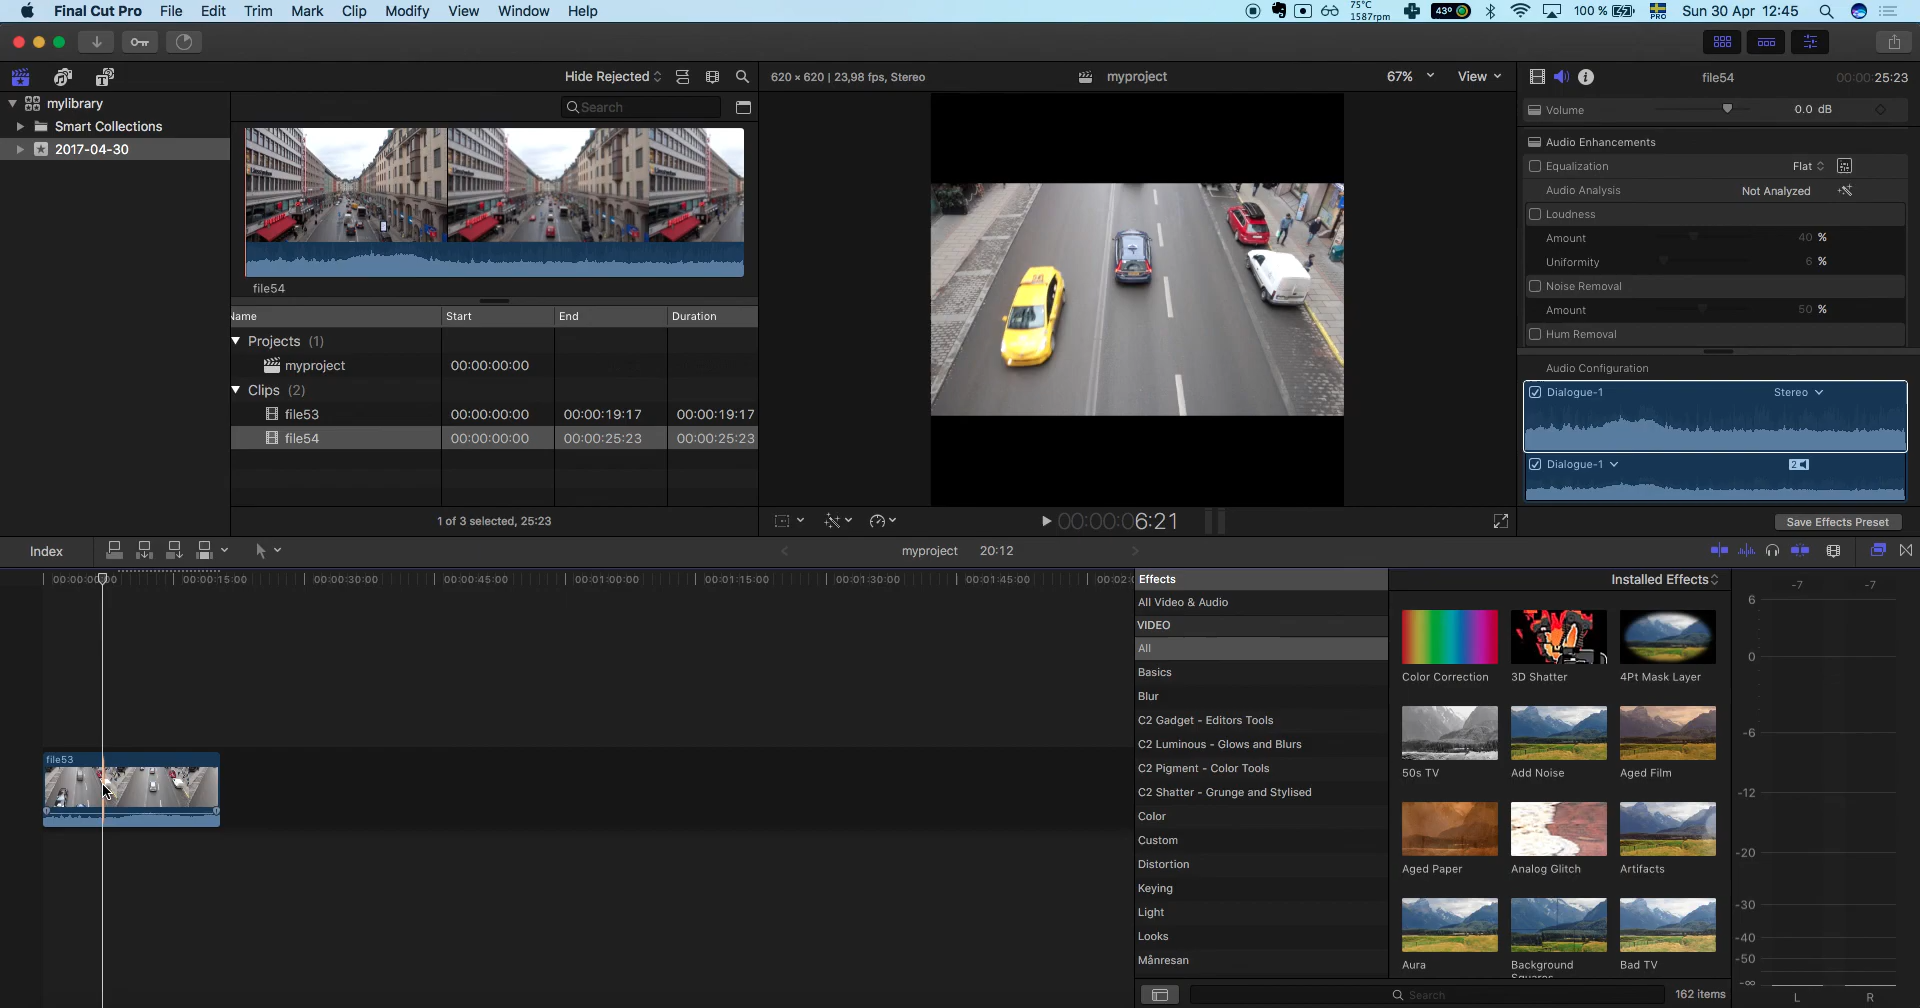 Final Cut Pro File Edit Trim Mark Clip Modify View Window Help
75°C
1587rpm
43° 100 % PRO Sun 30 Apr 12:45
mylibrary
Smart Collections
2017-04-30
Hide Rejected
Search
file54
Name Start End Duration
Projects (1)
myproject 00:00:00:00
Clips (2)
file53 00:00:00:00 00:00:19:17 00:00:19:17
file54 00:00:00:00 00:00:25:23 00:00:25:23
1 of 3 selected, 25:23
620 × 620 | 23,98 fps, Stereo myproject 67% View
00:00:06:21
file54 00:00:25:23
Volume 0.0 dB
Audio Enhancements
Equalization Flat
Audio Analysis Not Analyzed
Loudness
Amount 40 %
Uniformity 6 %
Noise Removal
Amount 50 %
Hum Removal
Audio Configuration
Dialogue-1 Stereo
Dialogue-1 2
Save Effects Preset
Index myproject 20:12
00:00:00:00 00:00:15:00 00:00:30:00 00:00:45:00 00:01:00:00 00:01:15:00 00:01:30:00 00:01:45:00 00:02:0
file53
Effects
All Video & Audio
VIDEO
All
Basics
Blur
C2 Gadget - Editors Tools
C2 Luminous - Glows and Blurs
C2 Pigment - Color Tools
C2 Shatter - Grunge and Stylised
Color
Custom
Distortion
Keying
Light
Looks
Månresan
Installed Effects
Color Correction 3D Shatter 4Pt Mask Layer
50s TV Add Noise Aged Film
Aged Paper Analog Glitch Artifacts
Aura Background Squares Bad TV
Search 162 items
-7 -7
6
0
-6
-12
-20
-30
-40
-50
-∞
L R